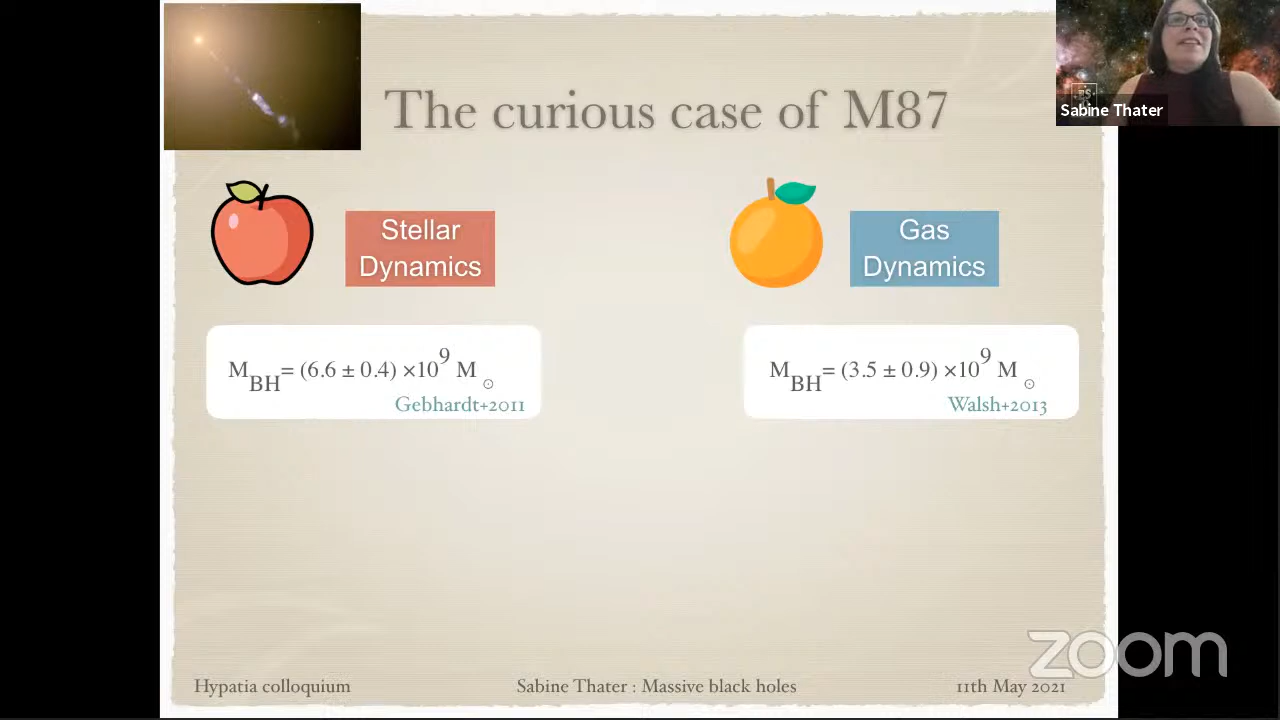 The curious case of M87
Sabine Thater
Stellar
Dynamics
Gas
Dynamics
M_BH= (6.6 ± 0.4) ×10^9 M_⊙
Gebhardt+2011
M_BH= (3.5 ± 0.9) ×10^9 M_⊙
Walsh+2013
zoom
Hypatia colloquium
Sabine Thater : Massive black holes
11th May 2021